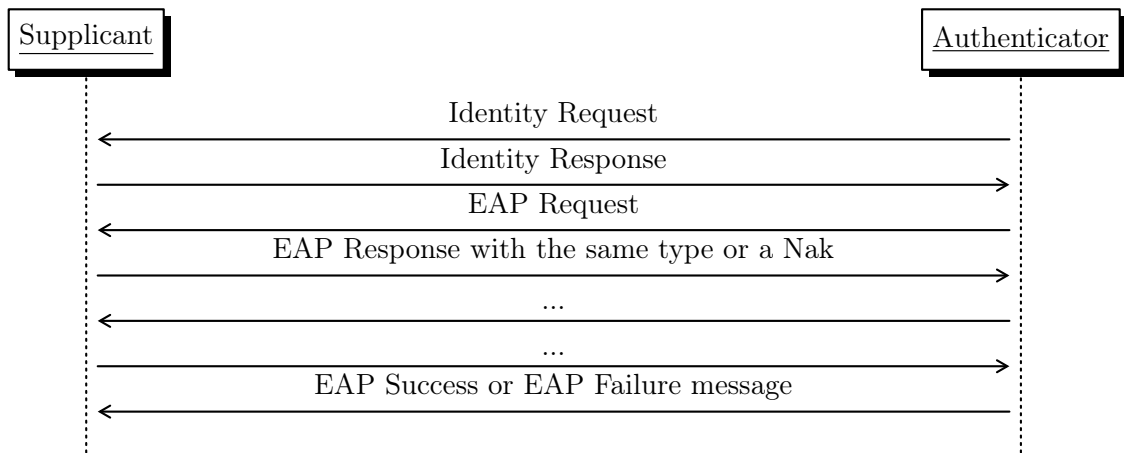 Supplicant
Authenticator
Identity Request
Identity Response
EAP Request
EAP Response with the same type or a Nak
...
...
EAP Success or EAP Failure message